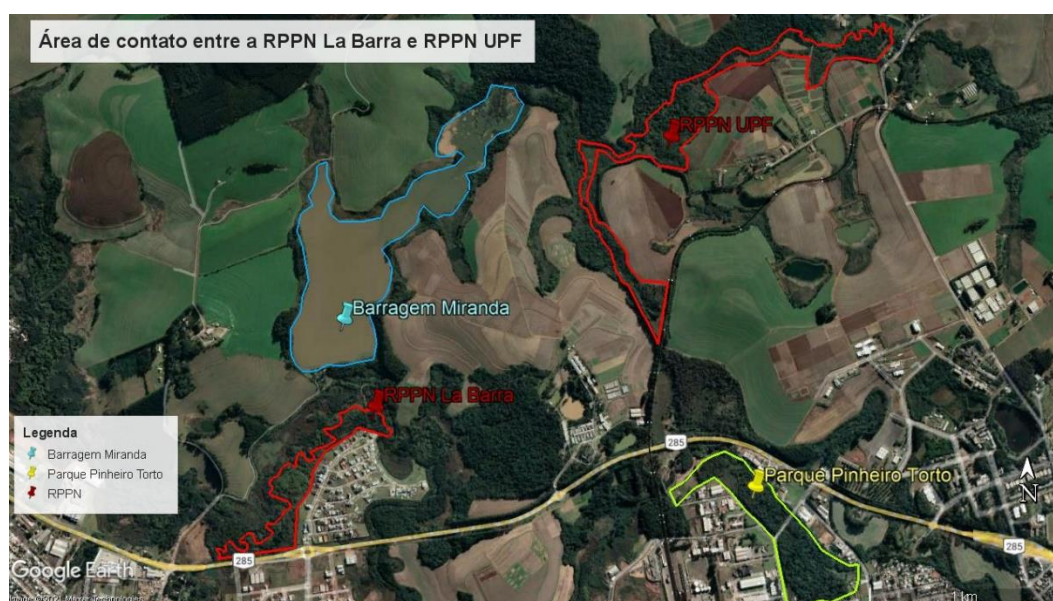 Área de contato entre a RPPN La Barra e RPPN UPF
RPPN UPF
Barragem Miranda
RPPN La Barra
Legenda
Barragem Miranda
Parque Pinheiro Torto
RPPN
285
Parque Pinheiro Torto
N
285
285
Google Earth
1 km